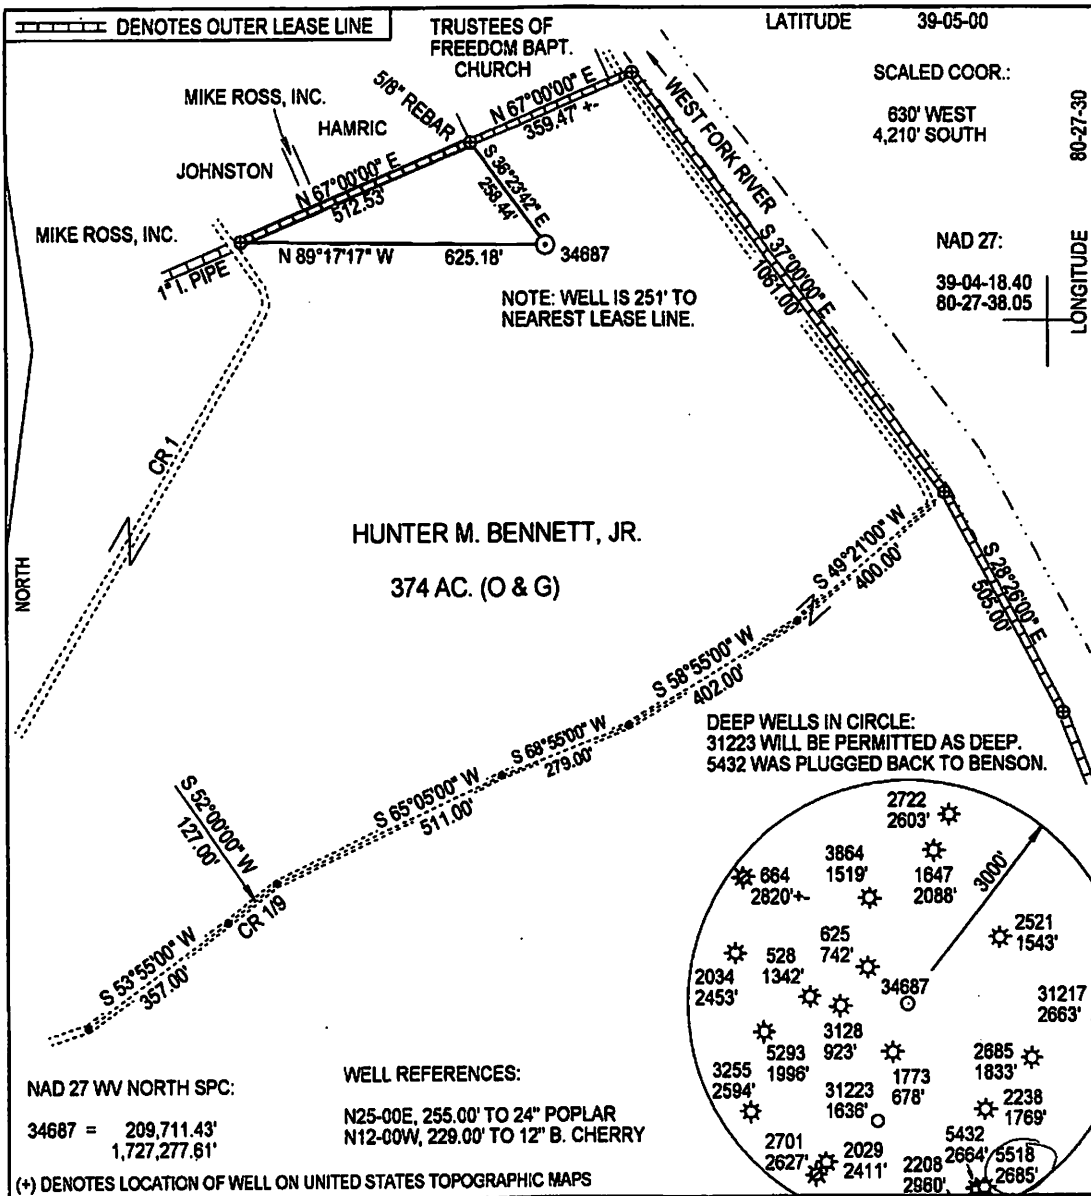 DENOTES OUTER LEASE LINE
TRUSTEES OF
FREEDOM BAPT.
CHURCH
LATITUDE 39-05-00
SCALED COOR.:
630' WEST
4,210' SOUTH
80-27-30
LONGITUDE
NAD 27:
39-04-18.40
80-27-38.05
MIKE ROSS, INC.
HAMRIC
JOHNSTON
MIKE ROSS, INC.
5/8" REBAR
N 67°00'00" E
359.47' +-
N 67°00'00" E
512.53'
S 36°23'42" E
258.44'
N 89°17'17" W 625.18' 34687
1" I. PIPE
NOTE: WELL IS 251' TO
NEAREST LEASE LINE.
WEST FORK RIVER
S 37°00'00" E
1061.00'
CR 1
NORTH
HUNTER M. BENNETT, JR.
374 AC. (O & G)
S 49°21'00" W
400.00'
S 28°26'00" E
505.00'
S 58°55'00" W
402.00'
S 68°55'00" W
279.00'
S 65°05'00" W
511.00'
S 52°00'00" W
127.00'
CR 1/9
S 53°55'00" W
357.00'
DEEP WELLS IN CIRCLE:
31223 WILL BE PERMITTED AS DEEP.
5432 WAS PLUGGED BACK TO BENSON.
2722
2603'
3864
1519'
1647
2088'
3000'
664
2820'+-
2521
1543'
625
742'
528
1342'
2034
2453'
34687
31217
2663'
3128
923'
5293
1996'
2685
1833'
3255
2594'
31223
1636'
1773
678'
2238
1769'
2701
2627'
2029
2411'
5432
2664'
5518
2685'
2208
2960'
NAD 27 WV NORTH SPC:
34687 = 209,711.43'
1,727,277.61'
WELL REFERENCES:
N25-00E, 255.00' TO 24" POPLAR
N12-00W, 229.00' TO 12" B. CHERRY
(+) DENOTES LOCATION OF WELL ON UNITED STATES TOPOGRAPHIC MAPS